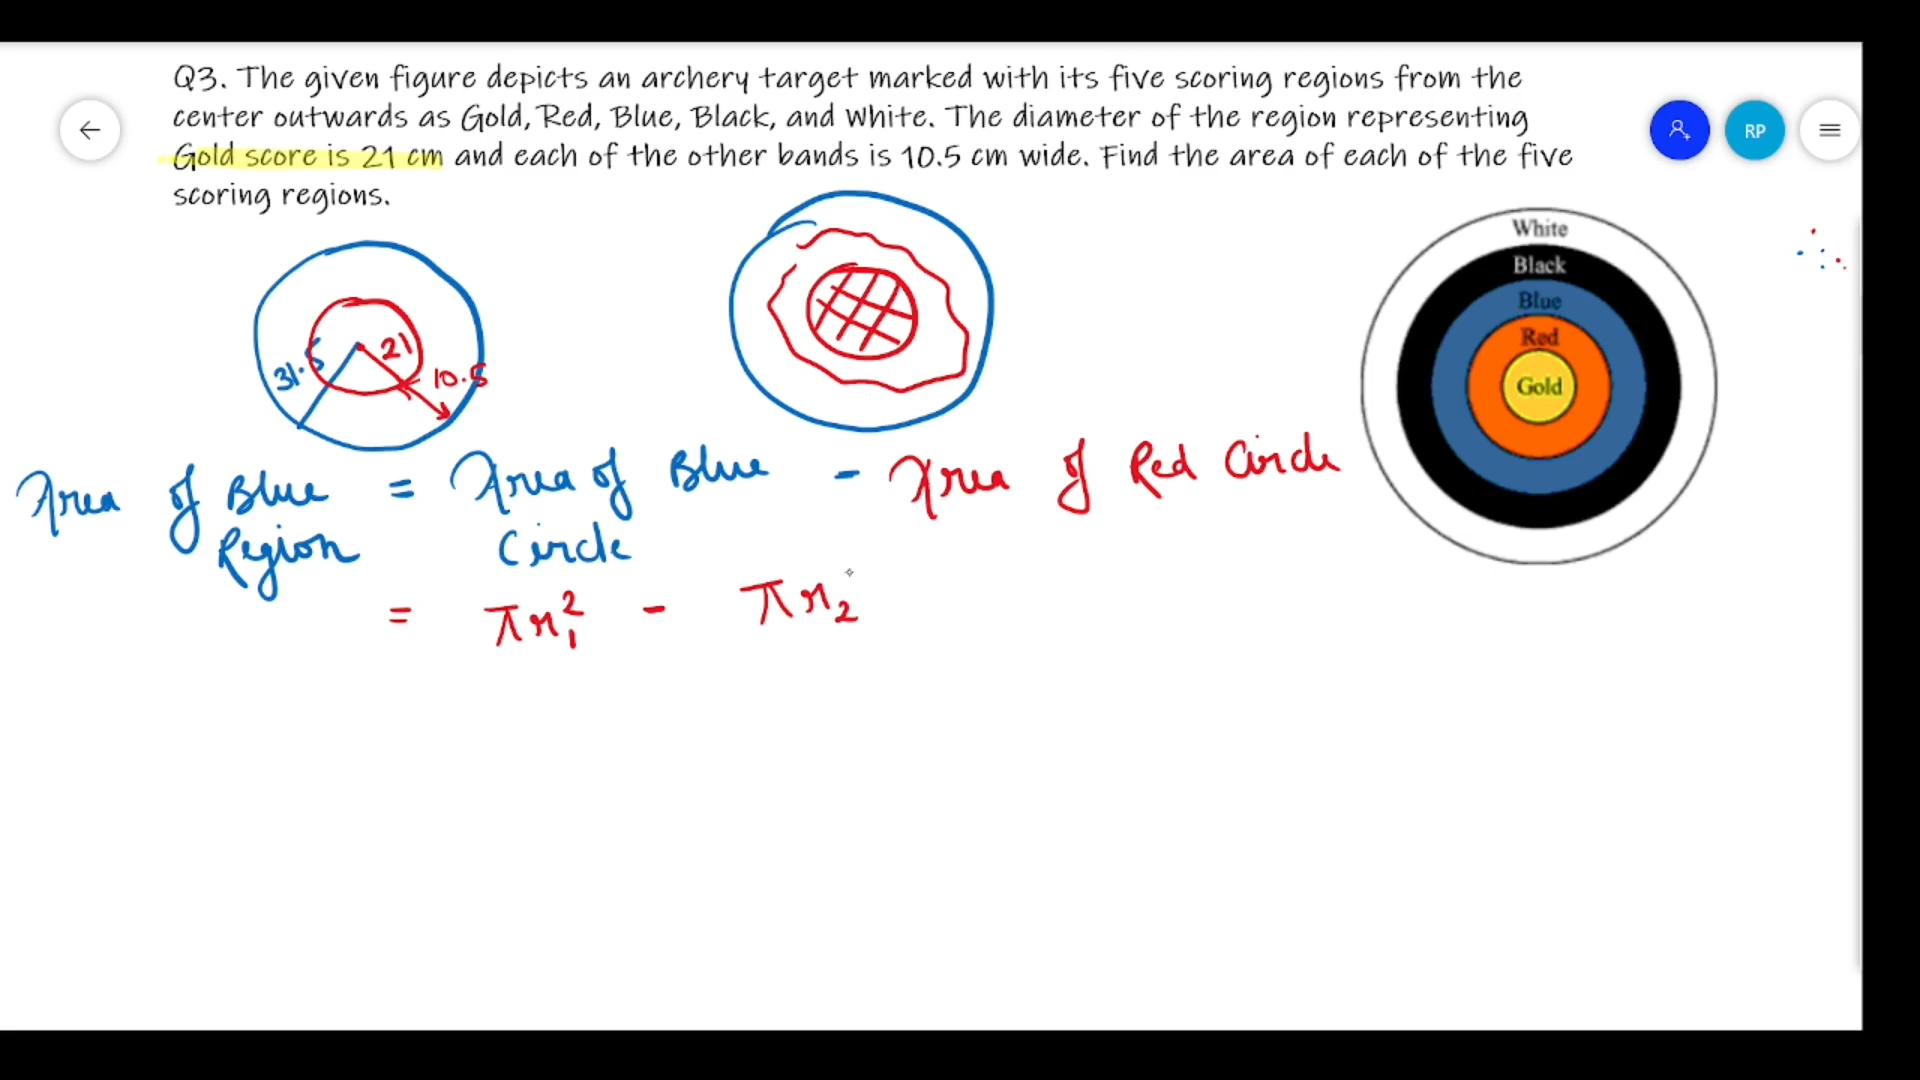 Q3. The given figure depicts an archery target marked with its five scoring regions from the
center outwards as Gold, Red, Blue, Black, and White. The diameter of the region representing
Gold score is 21 cm and each of the other bands is 10.5 cm wide. Find the area of each of the five
scoring regions.
RP
White
Black
Blue
Red
Gold
21
31.5
10.5
Area of Blue = Area of Blue - Area of Red Circle
Region Circle
= πr₁² - πr₂